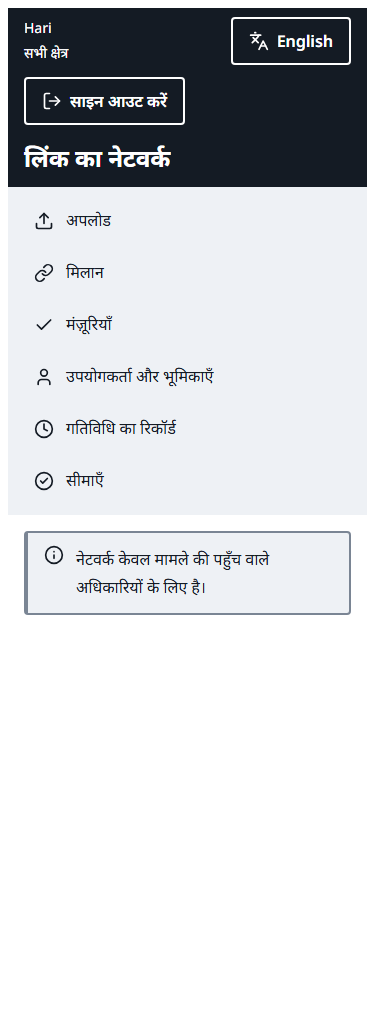 Hari
सभी क्षेत्र
English
साइन आउट करें
लिंक का नेटवर्क
अपलोड
मिलान
मंज़ूरियाँ
उपयोगकर्ता और भूमिकाएँ
गतिविधि का रिकॉर्ड
सीमाएँ
नेटवर्क केवल मामले की पहुँच वाले
अधिकारियों के लिए है।